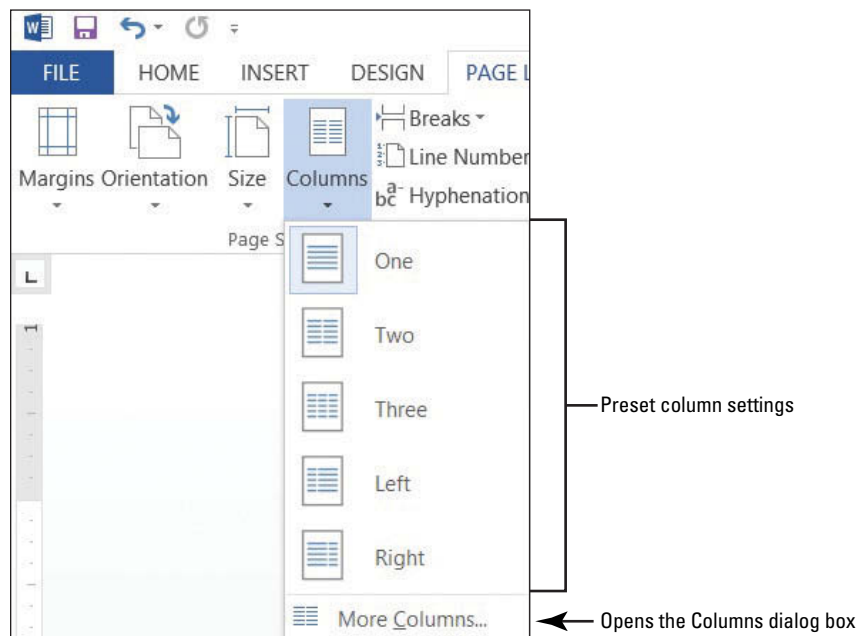 FILE HOME INSERT DESIGN PAGE L
Breaks
Line Number
Margins Orientation Size Columns
Hyphenation
Page S
One
Two
Three
Preset column settings
Left
Right
More Columns...
Opens the Columns dialog box